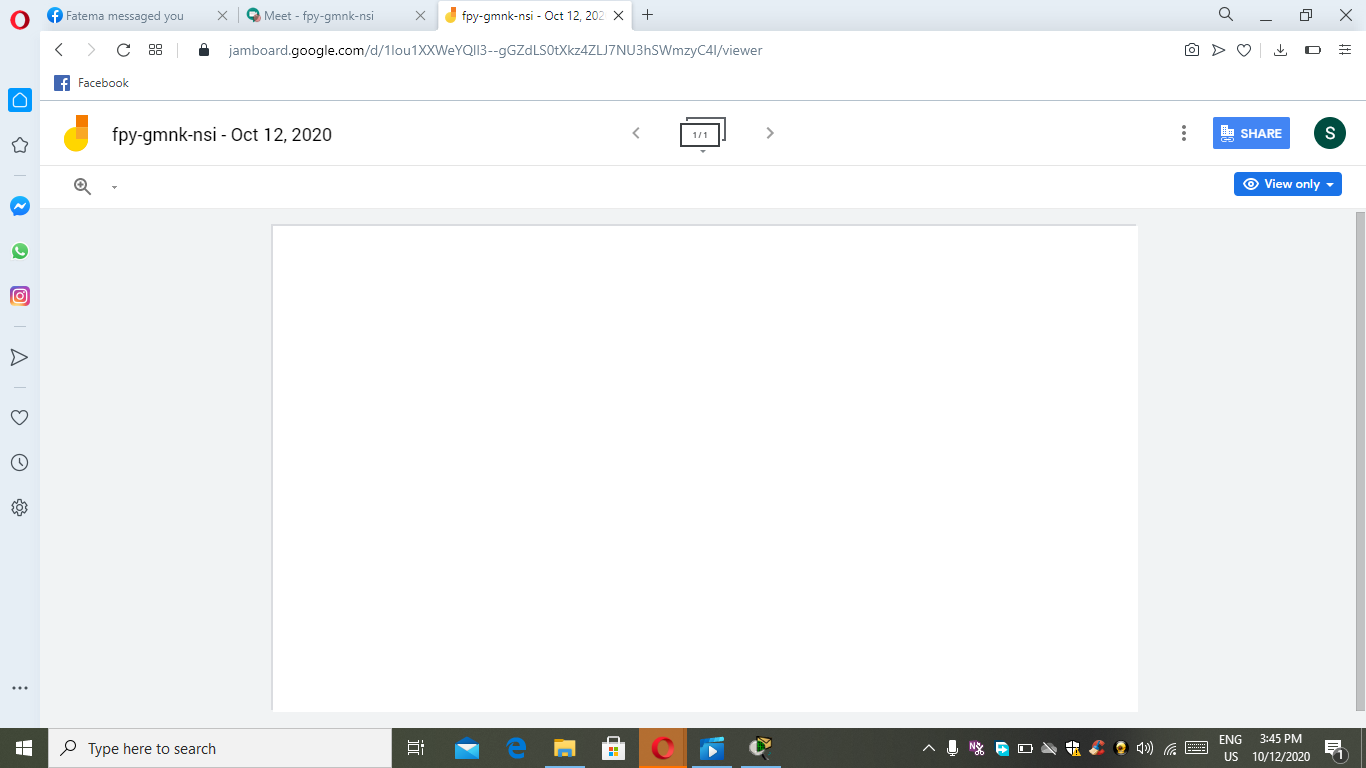 Fatema messaged you
Meet - fpy-gmnk-nsi
fpy-gmnk-nsi - Oct 12, 202
jamboard.google.com/d/1Iou1XXWeYQII3--gGZdLS0tXkz4ZLJ7NU3hSWmzyC4I/viewer
Facebook
fpy-gmnk-nsi - Oct 12, 2020
1 / 1
SHARE
S
View only
Type here to search
ENG
US
3:45 PM
10/12/2020
1